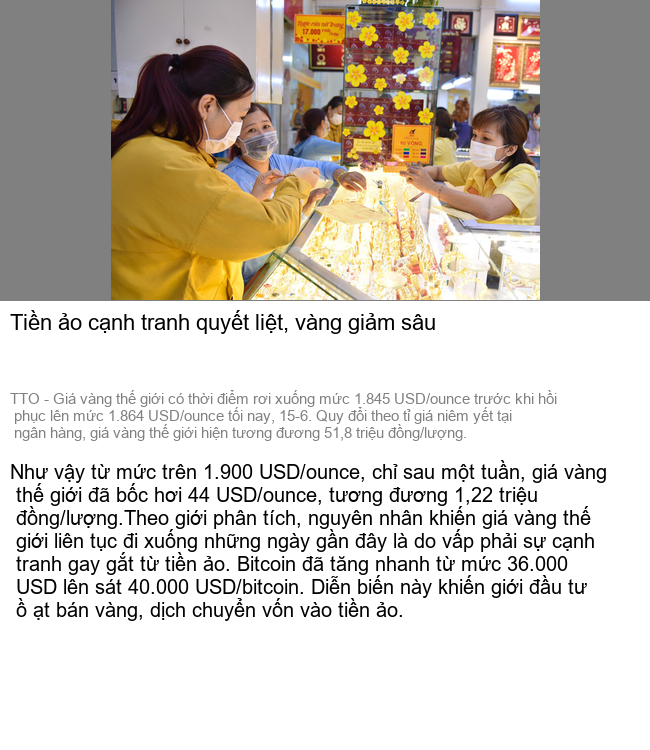 17.000
Tiền ảo cạnh tranh quyết liệt, vàng giảm sâu
TTO - Giá vàng thế giới có thời điểm rơi xuống mức 1.845 USD/ounce trước khi hồi
phục lên mức 1.864 USD/ounce tối nay, 15-6. Quy đổi theo tỉ giá niêm yết tại
ngân hàng, giá vàng thế giới hiện tương đương 51,8 triệu đồng/lượng.
Như vậy từ mức trên 1.900 USD/ounce, chỉ sau một tuần, giá vàng
thế giới đã bốc hơi 44 USD/ounce, tương đương 1,22 triệu
đồng/lượng.Theo giới phân tích, nguyên nhân khiến giá vàng thế
giới liên tục đi xuống những ngày gần đây là do vấp phải sự cạnh
tranh gay gắt từ tiền ảo. Bitcoin đã tăng nhanh từ mức 36.000
USD lên sát 40.000 USD/bitcoin. Diễn biến này khiến giới đầu tư
ồ ạt bán vàng, dịch chuyển vốn vào tiền ảo.